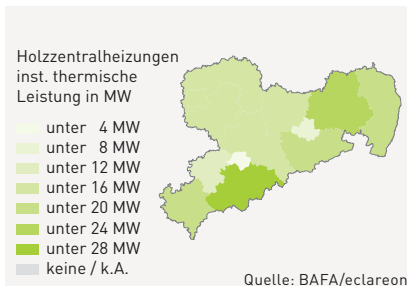 Holzzentralheizungen
inst. thermische
Leistung in MW
unter 4 MW
unter 8 MW
unter 12 MW
unter 16 MW
unter 20 MW
unter 24 MW
unter 28 MW
keine / k.A.
Quelle: BAFA/eclareon